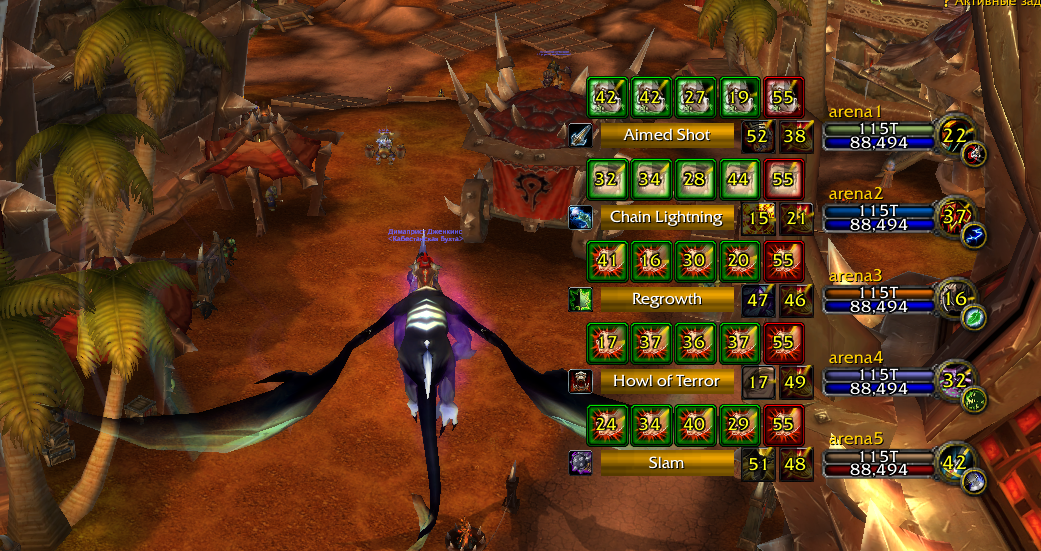 ? Активные зад
42 42 27 19 55
arena1
Aimed Shot 52 38
115T
88,494
22
32 34 28 44 55
arena2
Chain Lightning 15 21
115T
88,494
37
41 16 30 20 55
arena3
Regrowth 47 46
115T
88,494
16
17 37 36 37 55
arena4
Howl of Terror 17 49
115T
88,494
32
24 34 40 29 55
arena5
Slam 51 48
115T
88,494
42
Дженкинс